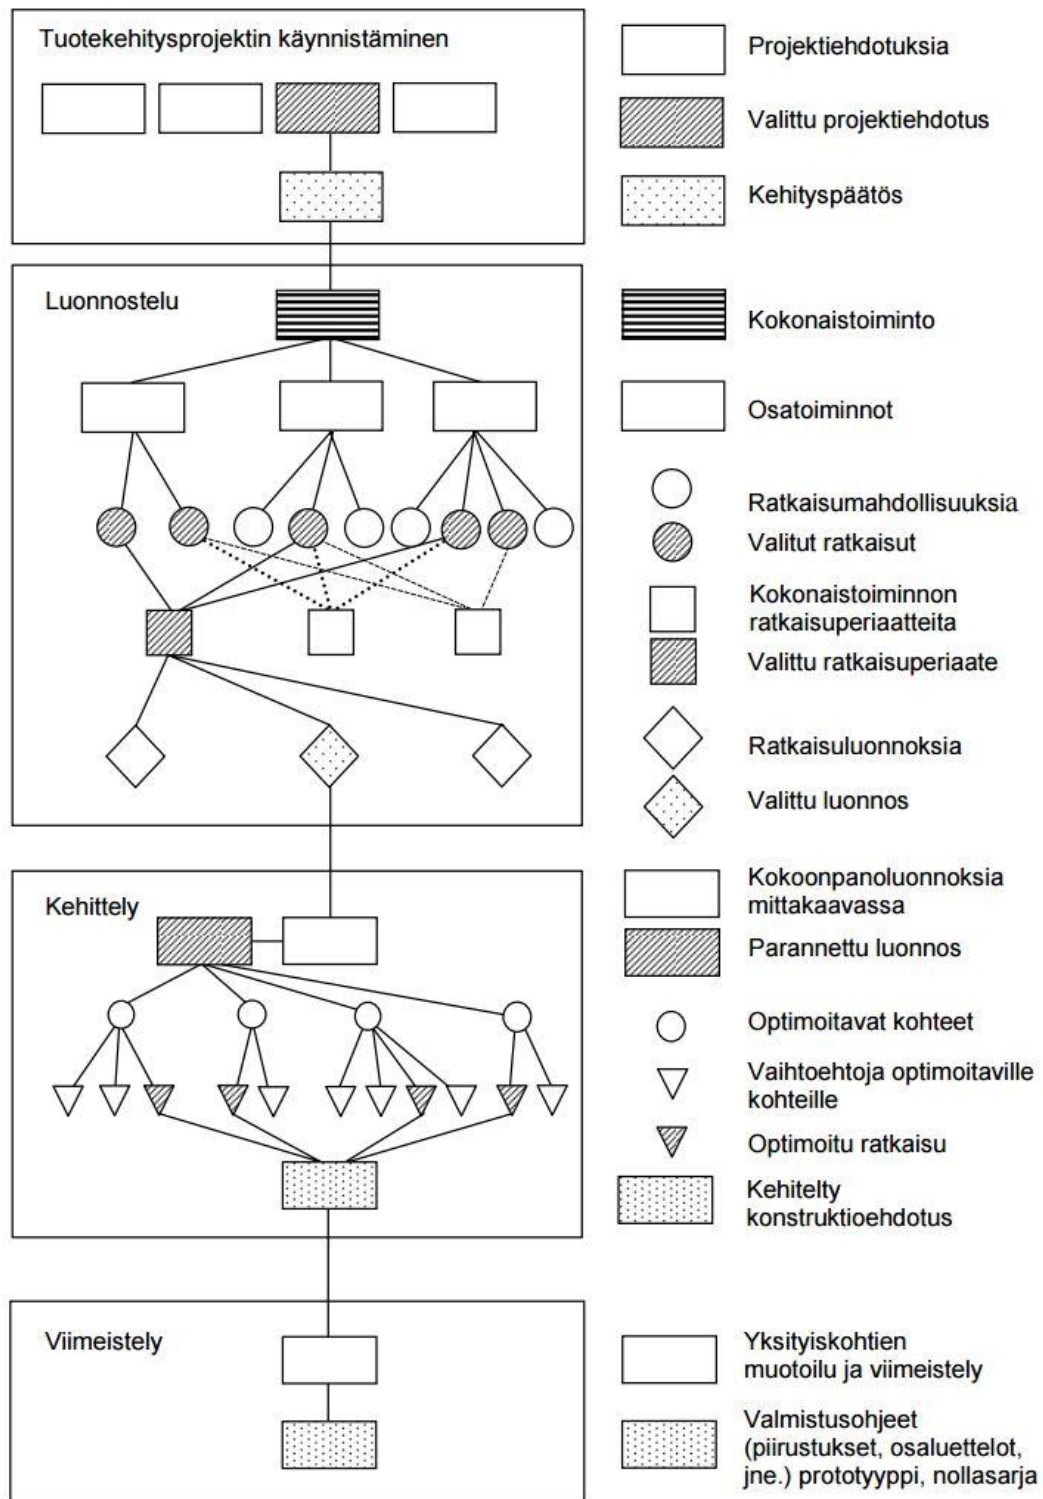 Tuotekehitysprojektin käynnistäminen
Projektiehdotuksia
Valittu projektiehdotus
Kehityspäätös
Luonnostelu
Kokonaistoiminto
Osatoiminnot
Ratkaisumahdollisuuksia
Valitut ratkaisut
Kokonaistoiminnon
ratkaisuperiaatteita
Valittu ratkaisuperiaate
Ratkaisuluonnoksia
Valittu luonnos
Kehittely
Kokoonpanoluonnoksia
mittakaavassa
Parannettu luonnos
Optimoitavat kohteet
Vaihtoehtoja optimoitaville
kohteille
Optimoitu ratkaisu
Kehitelty
konstruktioehdotus
Viimeistely
Yksityiskohtien
muotoilu ja viimeistely
Valmistusohjeet
(piirustukset, osaluettelot,
jne.) prototyyppi, nollasarja